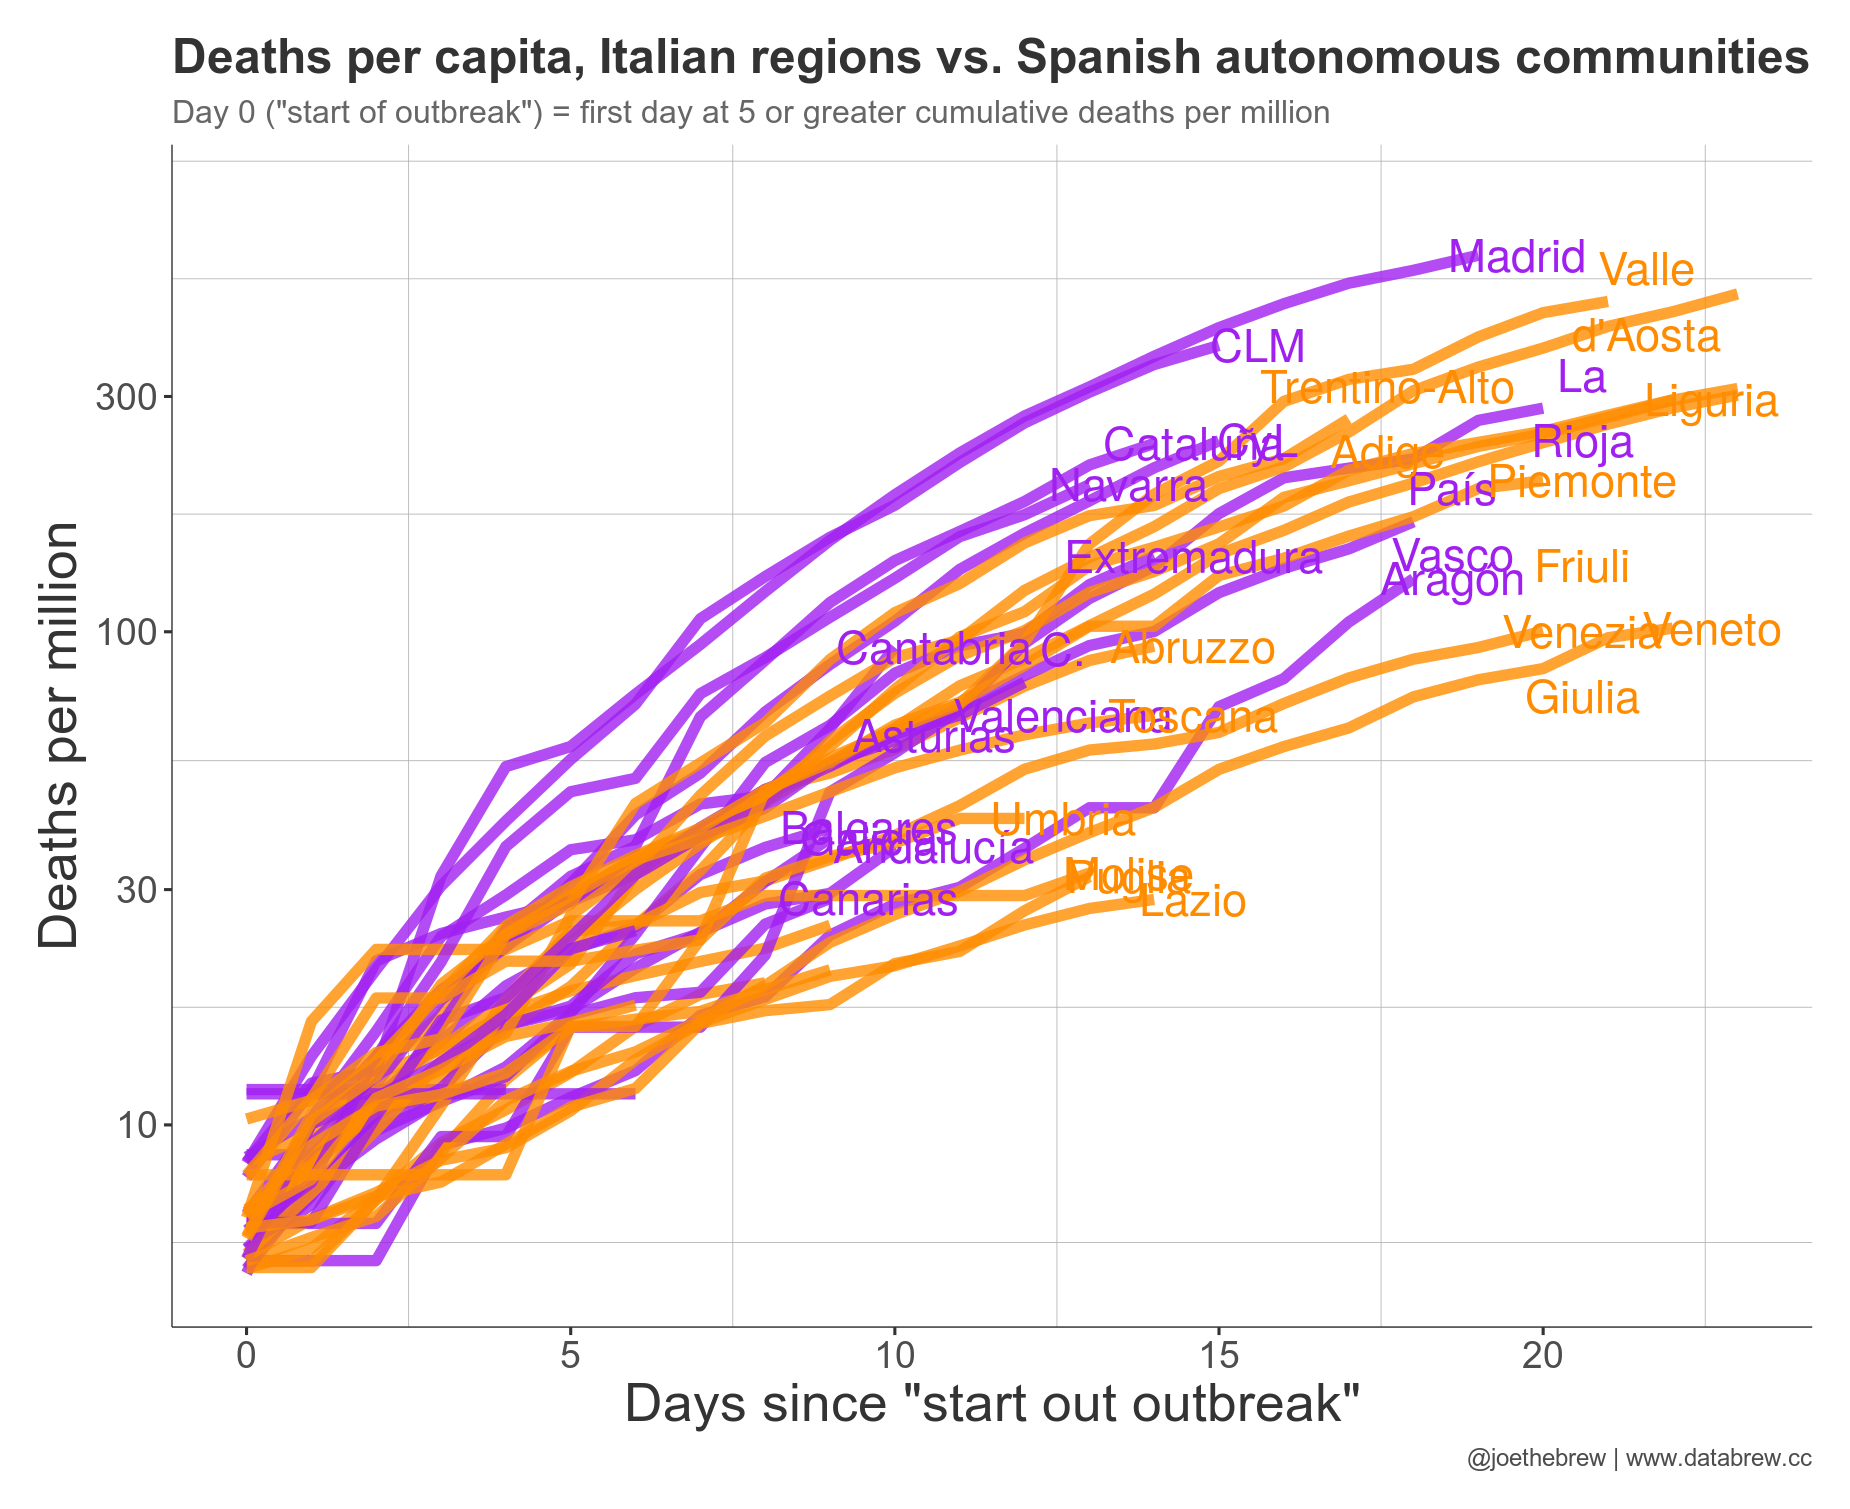 Deaths per capita, Italian regions vs. Spanish autonomous communities
Day 0 ("start of outbreak") = first day at 5 or greater cumulative deaths per million
Deaths per million
300
100
30
10
Madrid
Valle
d'Aosta
CLM
La
Rioja
Trentino-Alto
Adige
Liguria
Cataluña
CyL
Navarra
Piemonte
País
Vasco
Extremadura
Friuli
Aragón
Venezia
Giulia
Veneto
Cantabria
C.
Valenciana
Abruzzo
Toscana
Asturias
Umbria
Baleares
Andalucía
Molise
Puglia
Canarias
Lazio
0
5
10
15
20
Days since "start out outbreak"
@joethebrew | www.databrew.cc